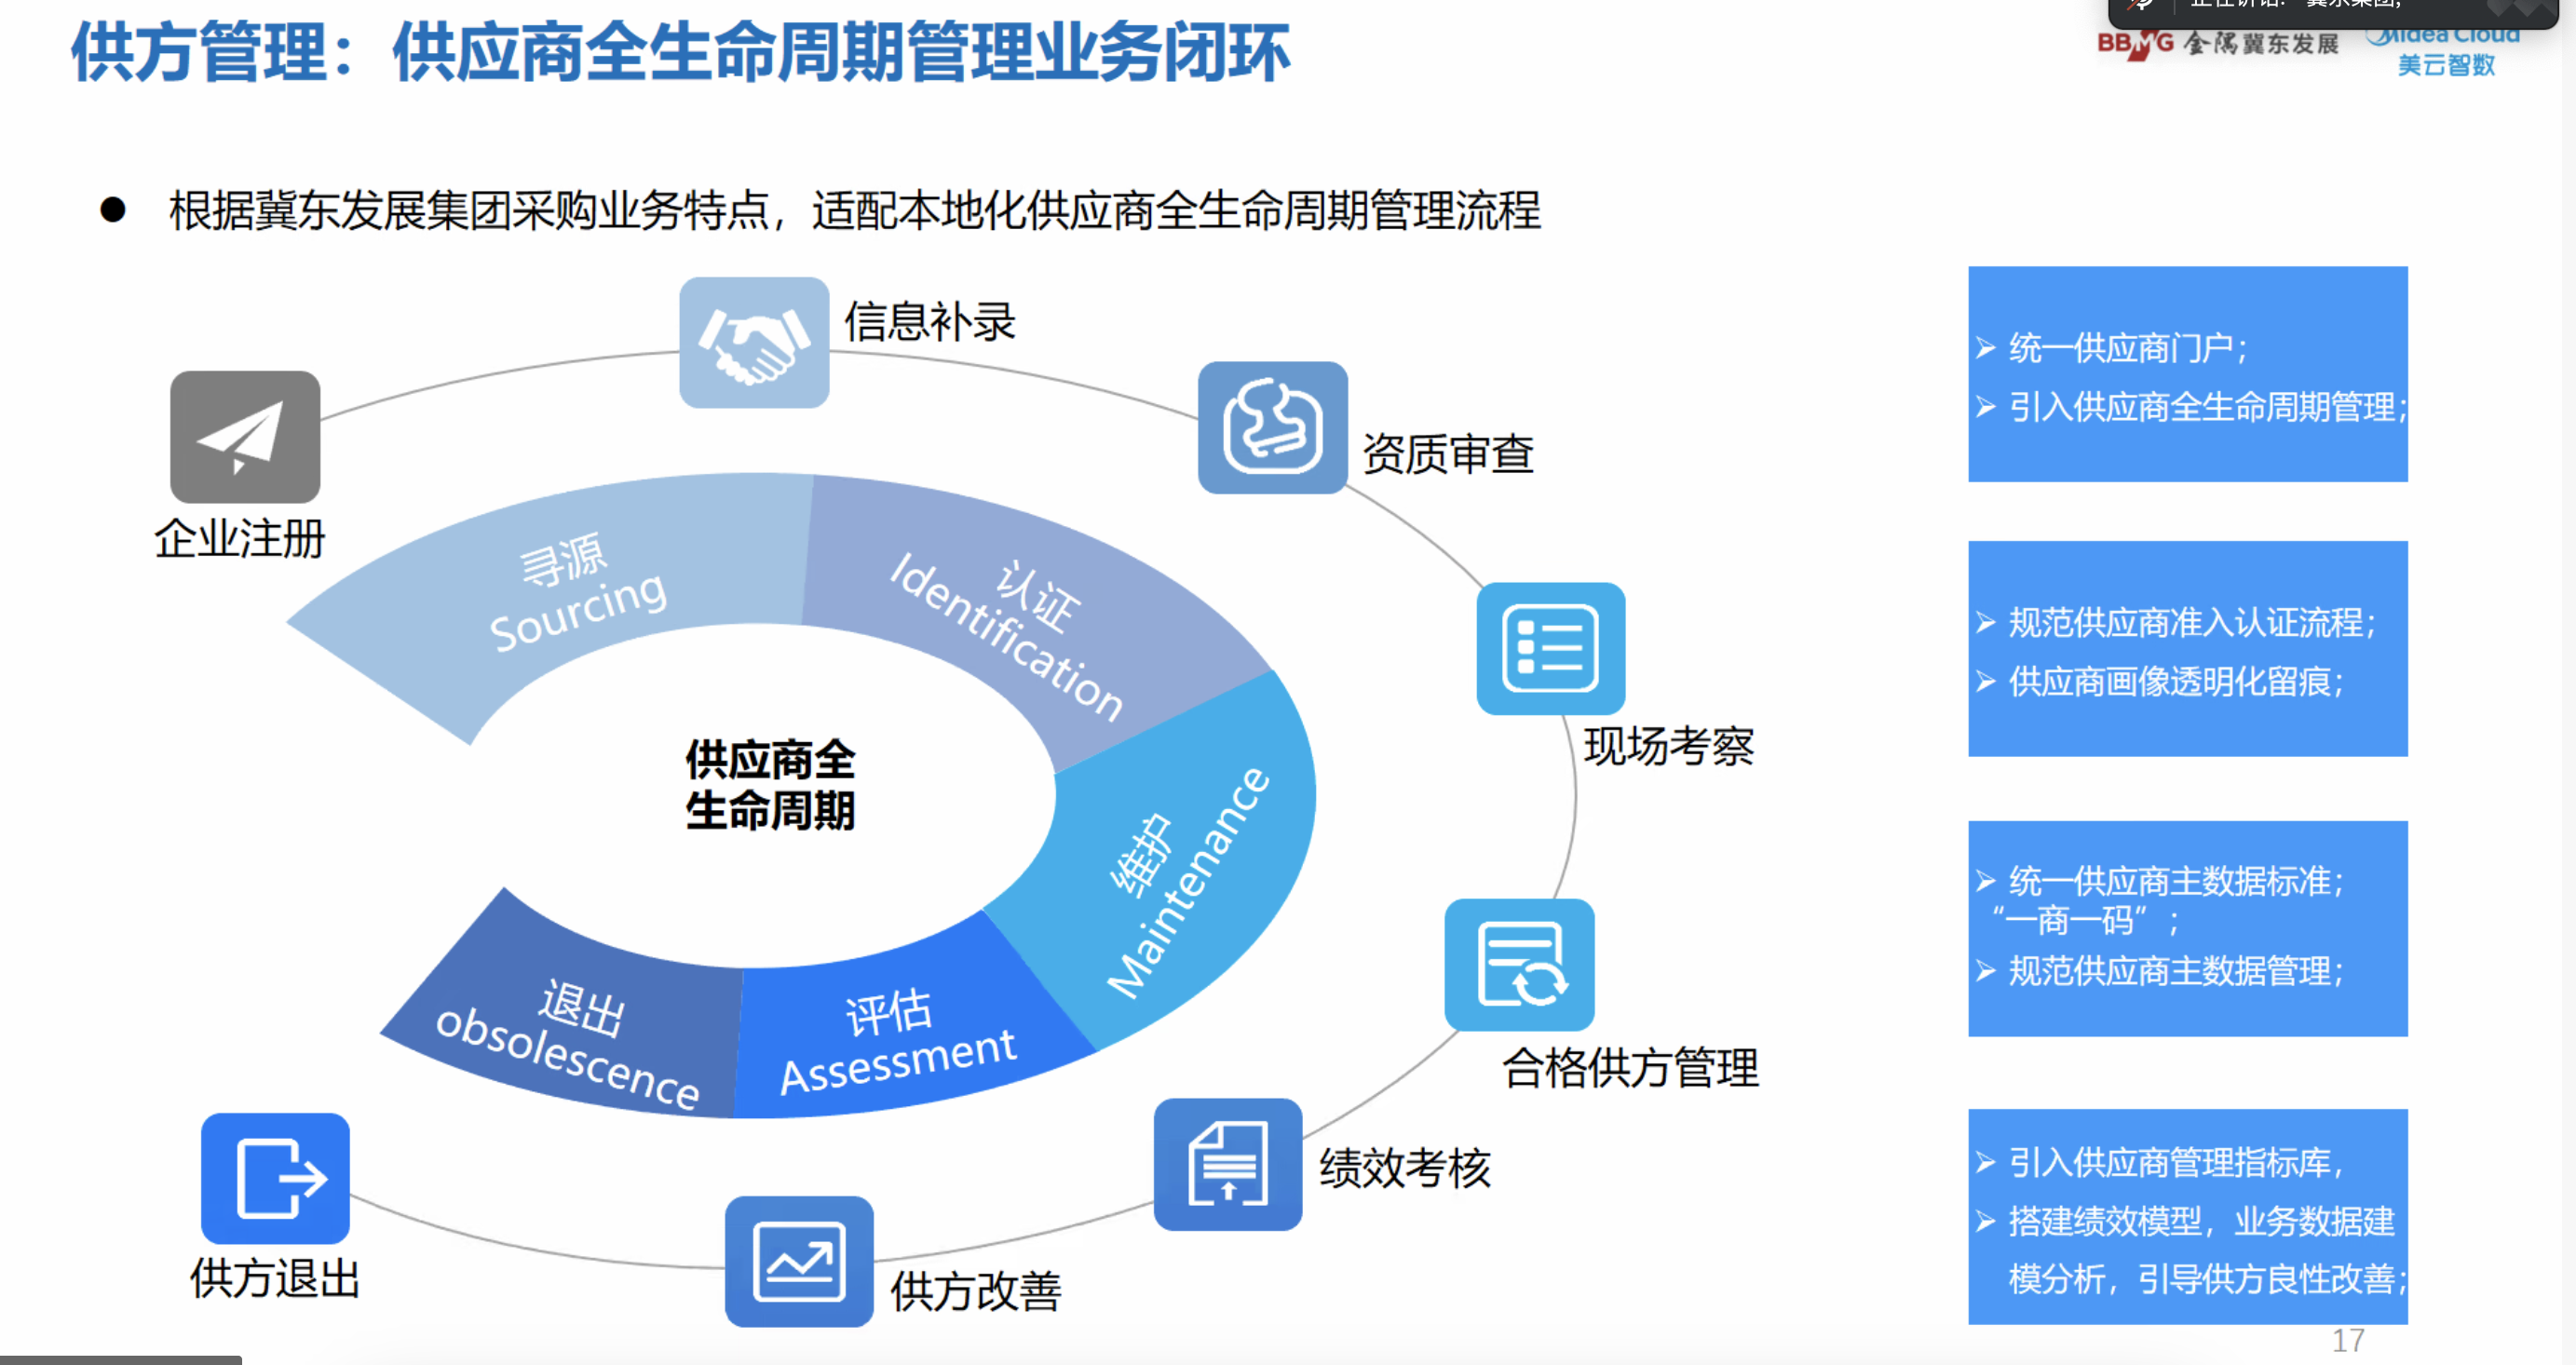 供方管理：供应商全生命周期管理业务闭环
BBMG 金隅冀东发展
Midea Cloud
美云智数
● 根据冀东发展集团采购业务特点，适配本地化供应商全生命周期管理流程
信息补录
企业注册
资质审查
现场考察
合格供方管理
绩效考核
供方改善
供方退出
寻源
Sourcing
认证
Identification
维护
Maintenance
评估
Assessment
退出
obsolescence
供应商全
生命周期
➢ 统一供应商门户；
➢ 引入供应商全生命周期管理；
➢ 规范供应商准入认证流程；
➢ 供应商画像透明化留痕；
➢ 统一供应商主数据标准；
“一商一码”；
➢ 规范供应商主数据管理；
➢ 引入供应商管理指标库，
➢ 搭建绩效模型，业务数据建
模分析，引导供方良性改善；
17